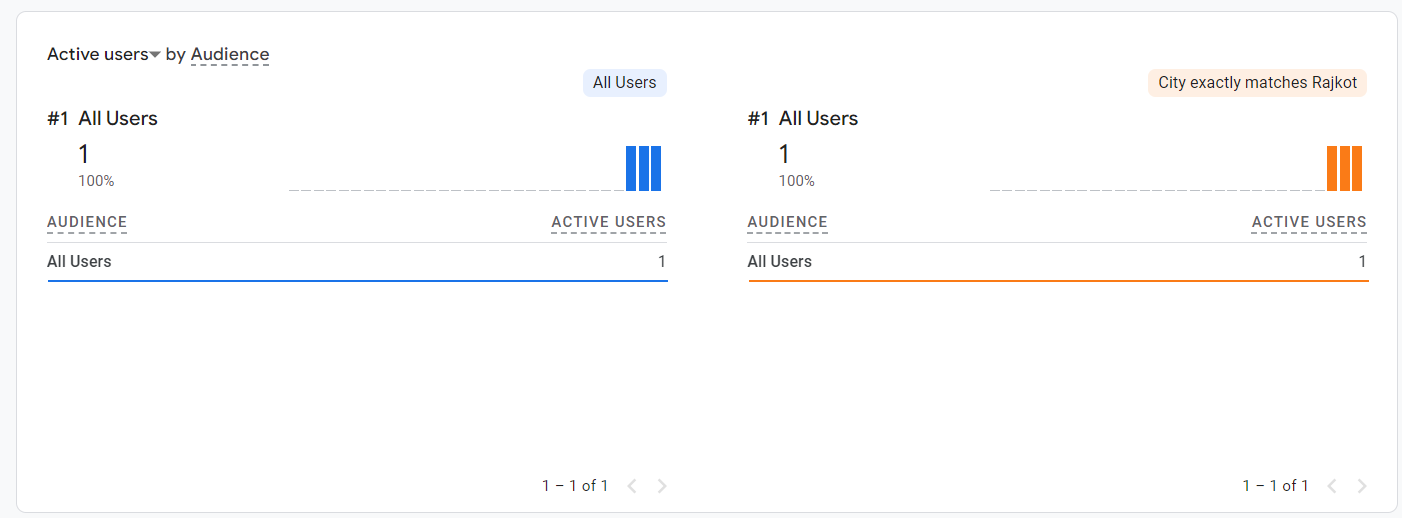 Active users by Audience
All Users
#1 All Users
1
100%
AUDIENCE ACTIVE USERS
All Users 1
1 – 1 of 1
City exactly matches Rajkot
#1 All Users
1
100%
AUDIENCE ACTIVE USERS
All Users 1
1 – 1 of 1